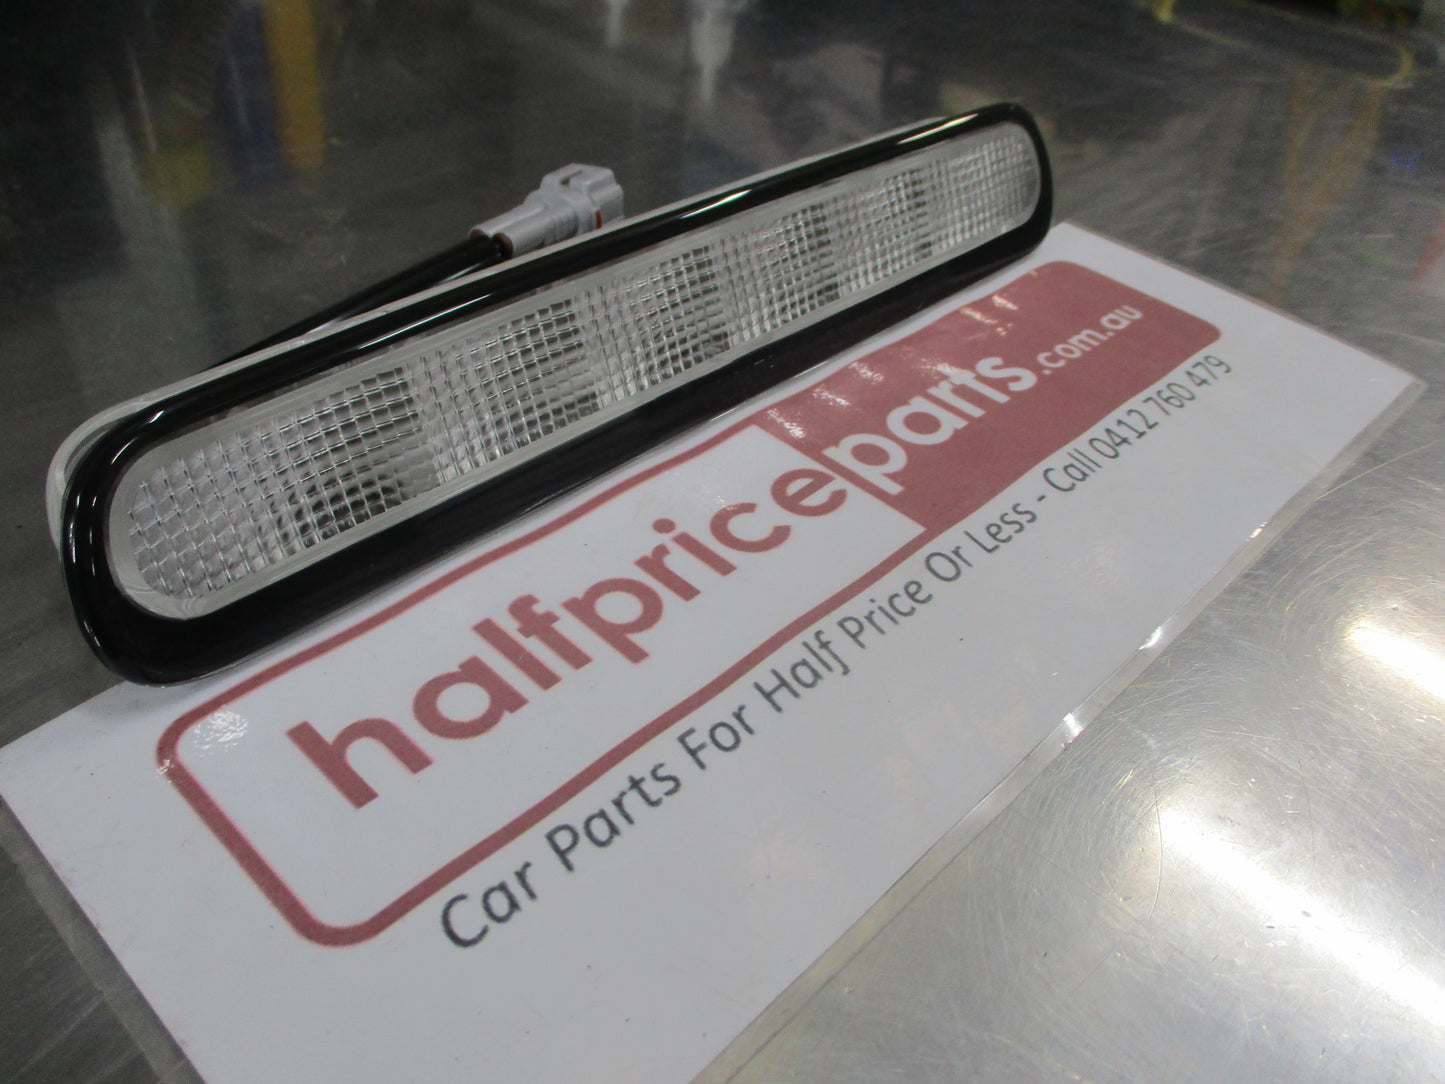 halfpriceparts.com.au
Car Parts For Half Price Or Less - Call 0412 760 479